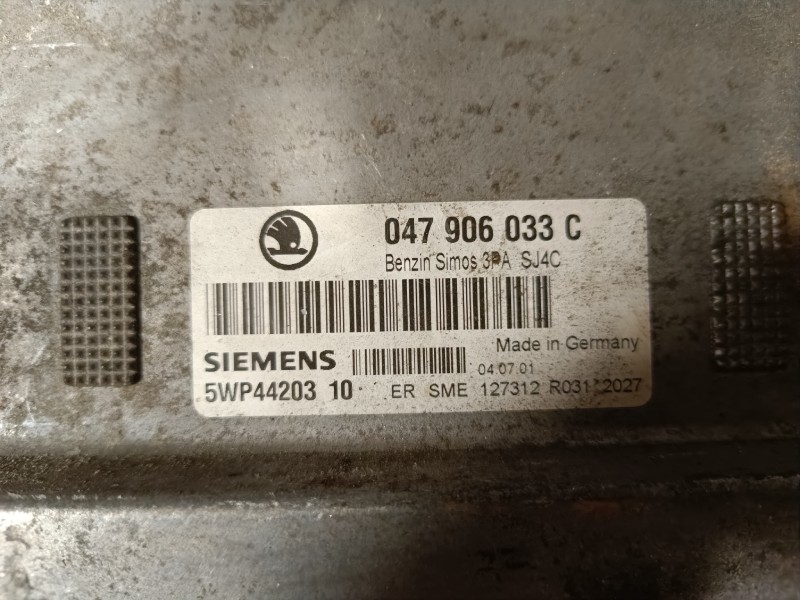 047 906 033 C
Benzin Simos 3PA SJ4C
Made in Germany
SIEMENS
04 07 01
5WP44203 10 ER SME 127312